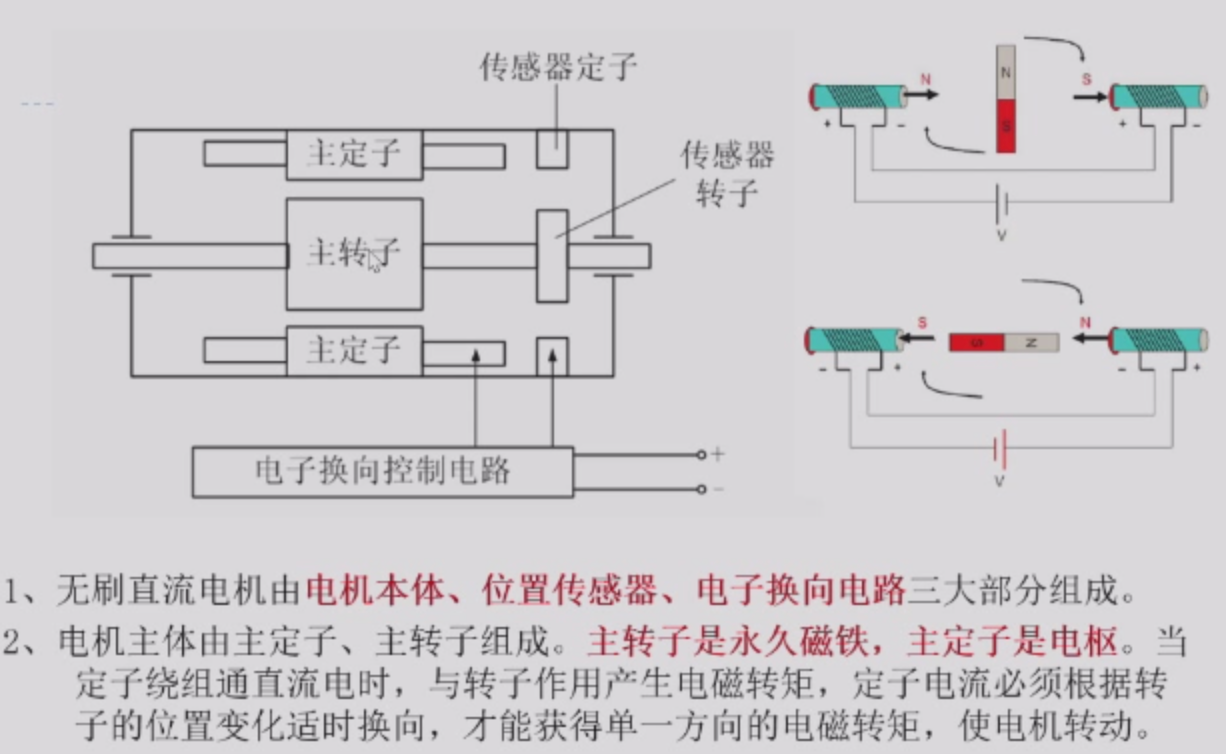 传感器定子
主定子
传感器
转子
主转子
主定子
电子换向控制电路
+
-
N
S
N
S
+
-
+
-
V
S
N
S
N
-
+
-
+
V
1、无刷直流电机由电机本体、位置传感器、电子换向电路三大部分组成。
2、电机主体由主定子、主转子组成。主转子是永久磁铁，主定子是电枢。当
定子绕组通直流电时，与转子作用产生电磁转矩，定子电流必须根据转
子的位置变化适时换向，才能获得单一方向的电磁转矩，使电机转动。